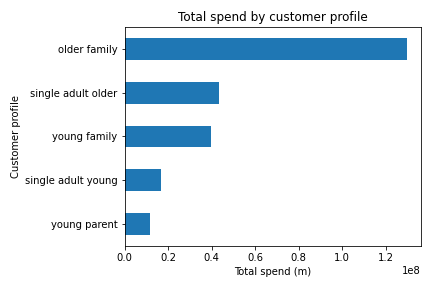 Total spend by customer profile
older family
single adult older
young family
single adult young
young parent
Customer profile
0.0 0.2 0.4 0.6 0.8 1.0 1.2
1e8
Total spend (m)